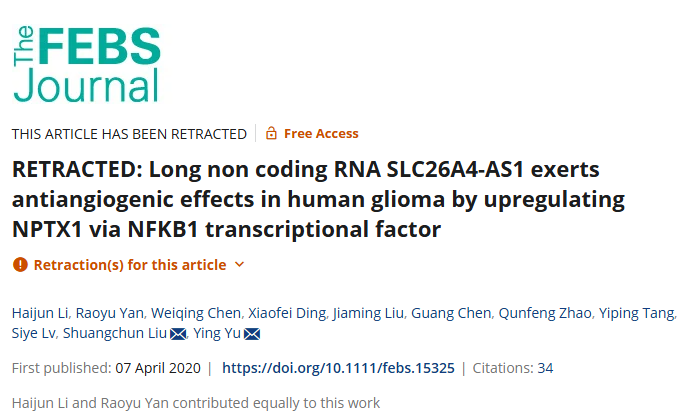 The FEBS
Journal
THIS ARTICLE HAS BEEN RETRACTED Free Access
RETRACTED: Long non coding RNA SLC26A4-AS1 exerts
antiangiogenic effects in human glioma by upregulating
NPTX1 via NFKB1 transcriptional factor
Retraction(s) for this article
Haijun Li, Raoyu Yan, Weiqing Chen, Xiaofei Ding, Jiaming Liu, Guang Chen, Qunfeng Zhao, Yiping Tang,
Siye Lv, Shuangchun Liu, Ying Yu
First published: 07 April 2020 | https://doi.org/10.1111/febs.15325 | Citations: 34
Haijun Li and Raoyu Yan contributed equally to this work